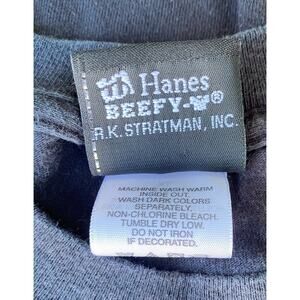 Hanes
BEEFY-T®
R.K. STRATMAN, INC.
MACHINE WASH WARM
INSIDE OUT.
WASH DARK COLORS
SEPARATELY.
NON-CHLORINE BLEACH.
TUMBLE DRY LOW.
DO NOT IRON
IF DECORATED.